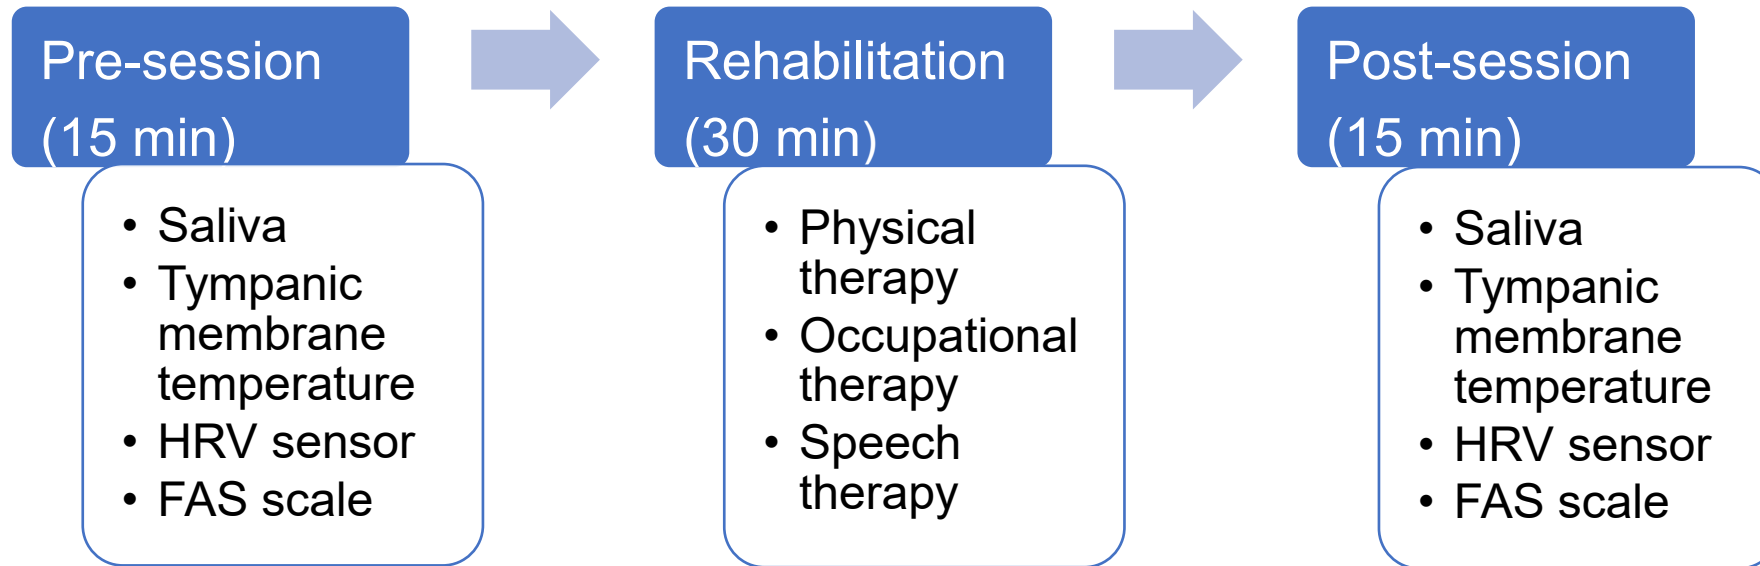 Pre-session
(15 min)
• Saliva
• Tympanic
membrane
temperature
• HRV sensor
• FAS scale
Rehabilitation
(30 min)
• Physical
therapy
• Occupational
therapy
• Speech
therapy
Post-session
(15 min)
• Saliva
• Tympanic
membrane
temperature
• HRV sensor
• FAS scale